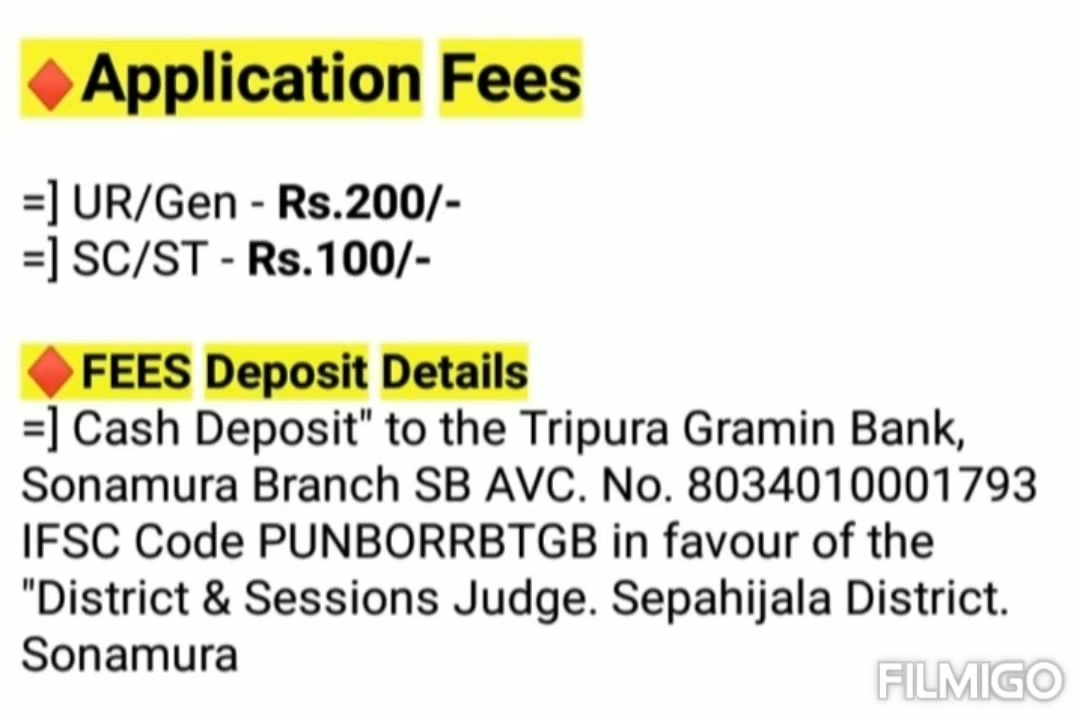 ♦Application Fees
=] UR/Gen - Rs.200/-
=] SC/ST - Rs.100/-
♦FEES Deposit Details
=] Cash Deposit" to the Tripura Gramin Bank,
Sonamura Branch SB AVC. No. 8034010001793
IFSC Code PUNBORRBTGB in favour of the
"District & Sessions Judge. Sepahijala District.
Sonamura
FILMIGO